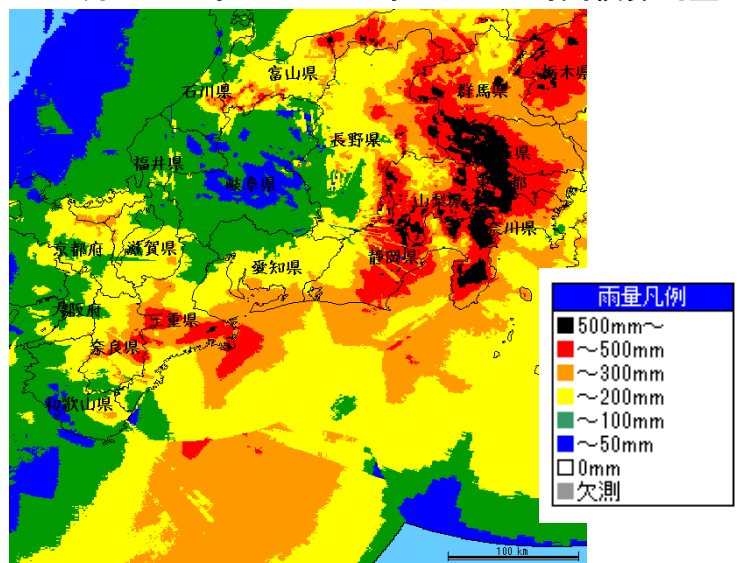 富山県
栃木県
石川県
群馬県
長野県
福井県
岐阜県
山梨県
京都府
滋賀県
愛知県
静岡県
三重県
奈良県
和歌山県
雨量凡例
500mm～
～500mm
～300mm
～200mm
～100mm
～50mm
0mm
欠測
100 km